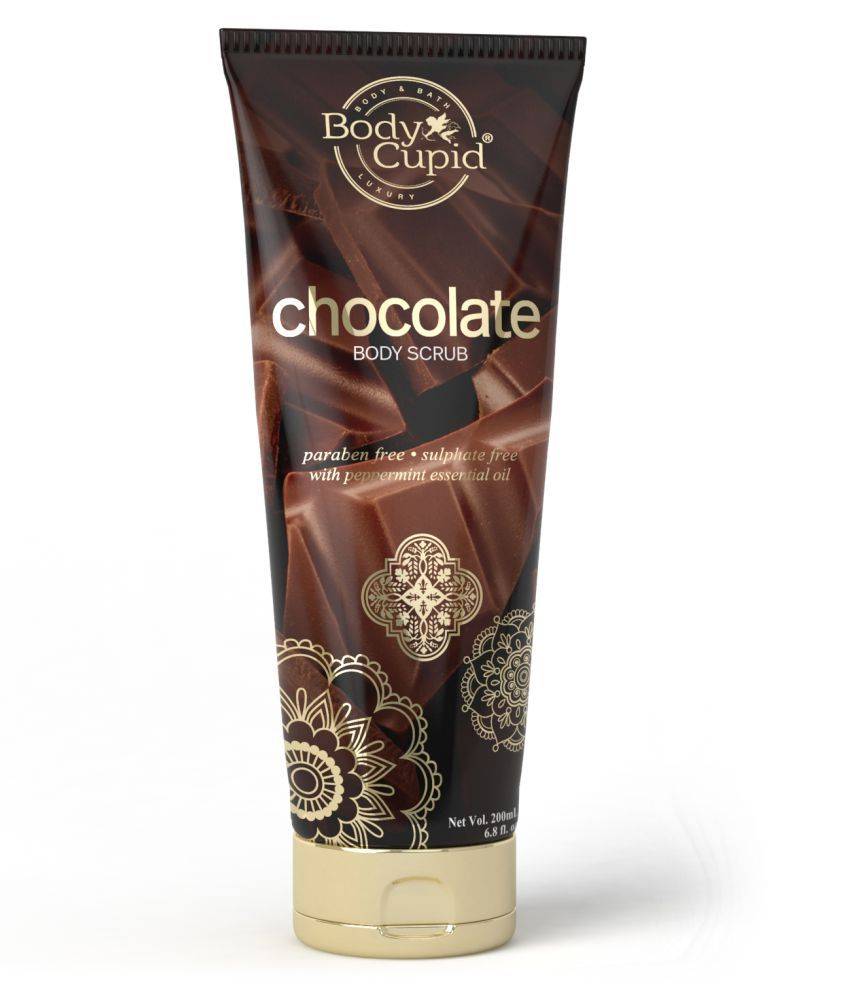 BODY & BATH
Body
Cupid®
LUXURY
chocolate
BODY SCRUB
paraben free • sulphate free
with peppermint essential oil
Net Vol. 200ml
6.8 fl.